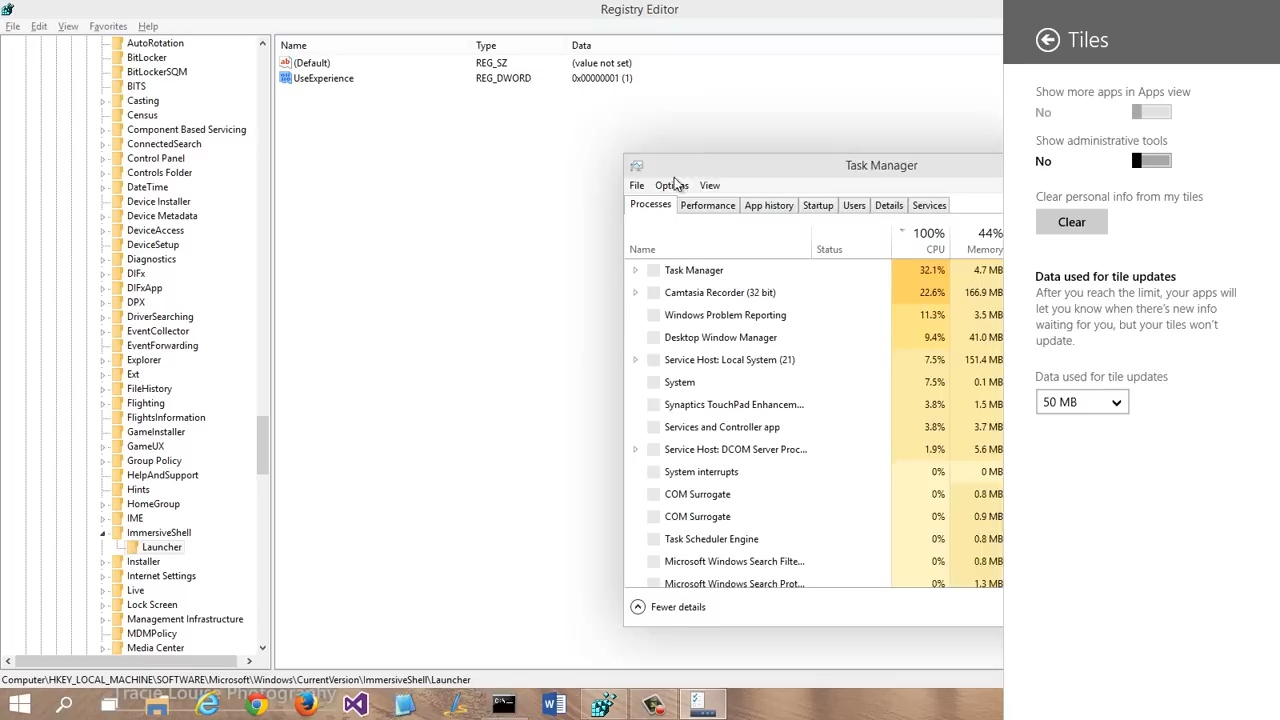 Registry Editor
File Edit View Favorites Help
AutoRotation
BitLocker
BitLockerSQM
BITS
Casting
Census
Component Based Servicing
ConnectedSearch
Control Panel
Controls Folder
DateTime
Device Installer
Device Metadata
DeviceAccess
DeviceSetup
Diagnostics
DIFx
DIFxApp
DPX
DriverSearching
EventCollector
EventForwarding
Explorer
Ext
FileHistory
Flighting
FlightsInformation
GameInstaller
GameUX
Group Policy
HelpAndSupport
Hints
HomeGroup
IME
ImmersiveShell
Launcher
Installer
Internet Settings
Live
Lock Screen
Management Infrastructure
MDMPolicy
Media Center
Name Type Data
(Default) REG_SZ (value not set)
UseExperience REG_DWORD 0x00000001 (1)
Task Manager
File Options View
Processes Performance App history Startup Users Details Services
100% 44%
Name Status CPU Memory
Task Manager 32.1% 4.7 MB
Camtasia Recorder (32 bit) 22.6% 166.9 MB
Windows Problem Reporting 11.3% 3.5 MB
Desktop Window Manager 9.4% 41.0 MB
Service Host: Local System (21) 7.5% 151.4 MB
System 7.5% 0.1 MB
Synaptics TouchPad Enhancem... 3.8% 1.5 MB
Services and Controller app 3.8% 3.7 MB
Service Host: DCOM Server Proc... 1.9% 5.6 MB
System interrupts 0% 0 MB
COM Surrogate 0% 0.8 MB
COM Surrogate 0% 0.9 MB
Task Scheduler Engine 0% 0.8 MB
Microsoft Windows Search Filte... 0% 0.8 MB
Microsoft Windows Search Prot... 0% 1.3 MB
Fewer details
Tiles
Show more apps in Apps view
No
Show administrative tools
No
Clear personal info from my tiles
Clear
Data used for tile updates
After you reach the limit, your apps will
let you know when there's new info
waiting for you, but your tiles won't
update.
Data used for tile updates
50 MB
Computer\HKEY_LOCAL_MACHINE\SOFTWARE\Microsoft\Windows\CurrentVersion\ImmersiveShell\Launcher
Tracie Louise Photography